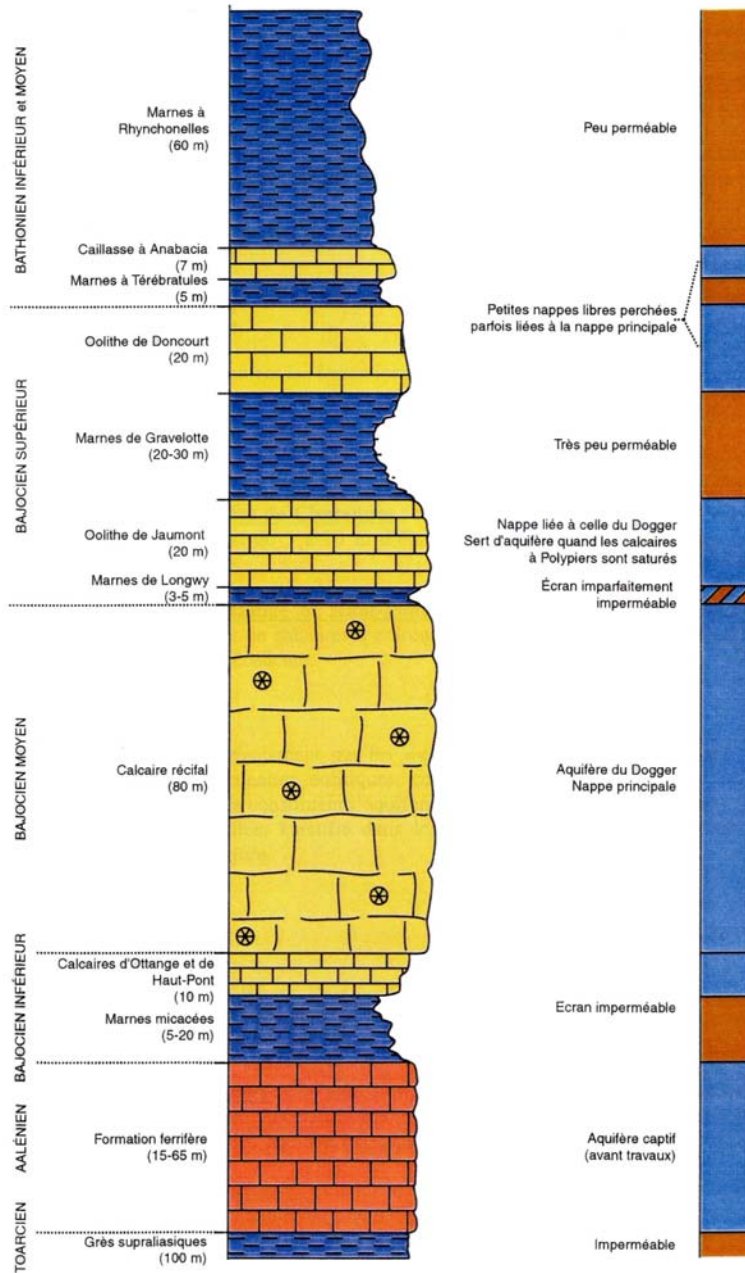 BATHONIEN INFÉRIEUR et MOYEN
Marnes à
Rhynchonelles
(60 m)
Peu perméable
Caillasse à Anabacia
(7 m)
Marnes à Térébratules
(5 m)
Petites nappes libres perchées
parfois liées à la nappe principale
BAJOCIEN SUPÉRIEUR
Oolithe de Doncourt
(20 m)
Marnes de Gravelotte
(20-30 m)
Très peu perméable
Oolithe de Jaumont
(20 m)
Nappe liée à celle du Dogger
Sert d'aquifère quand les calcaires
à Polypiers sont saturés
Marnes de Longwy
(3-5 m)
Écran imparfaitement
imperméable
BAJOCIEN MOYEN
Calcaire récifal
(80 m)
Aquifère du Dogger
Nappe principale
BAJOCIEN INFÉRIEUR
Calcaires d'Ottange et de
Haut-Pont
(10 m)
Marnes micacées
(5-20 m)
Ecran imperméable
AALÉNIEN
Formation ferrifère
(15-65 m)
Aquifère captif
(avant travaux)
TOARCIEN
Grès supraliasiques
(100 m)
Imperméable